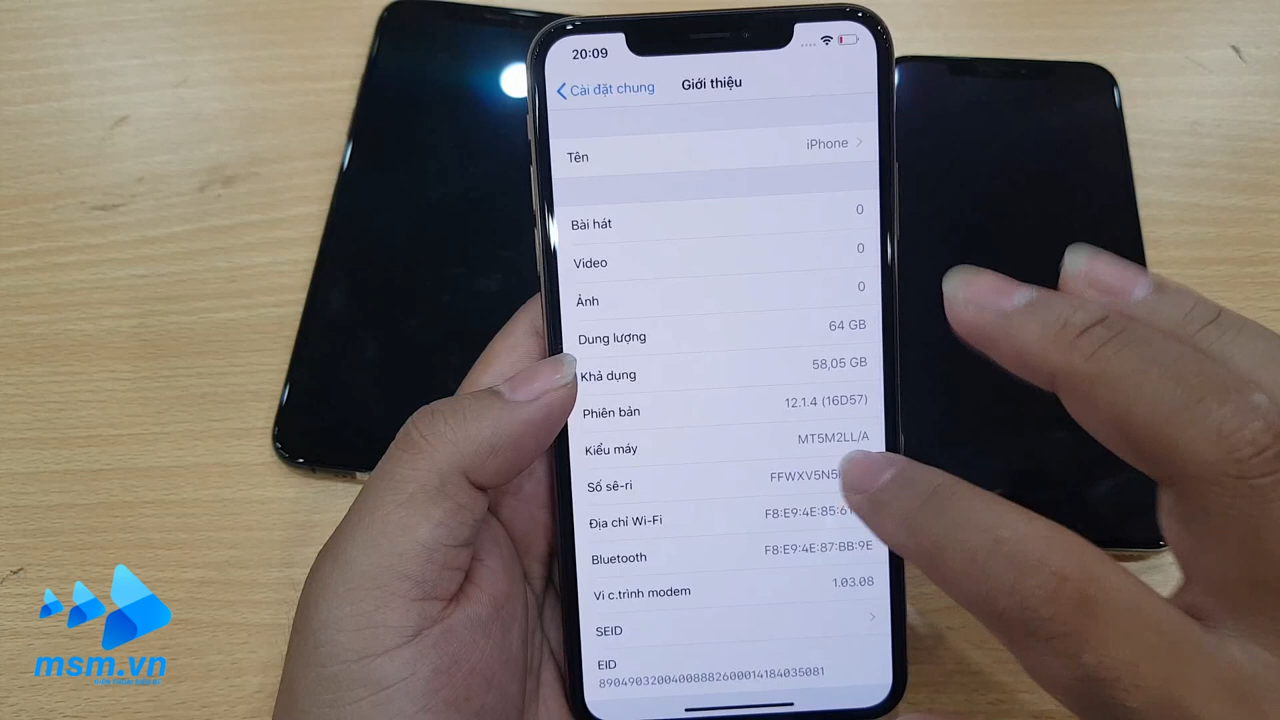 20:09
Cài đặt chung
Giới thiệu
Tên
iPhone
Bài hát
0
Video
0
Ảnh
0
Dung lượng
64 GB
Khả dụng
58,05 GB
Phiên bản
12.1.4 (16D57)
Kiểu máy
MT5M2LL/A
Số sê-ri
Địa chỉ Wi-Fi
Bluetooth
F8:E9:4E:87:BB:9E
Vi c.trình modem
1.03.08
SEID
EID
89049032004008882600014184035081
msm.vn